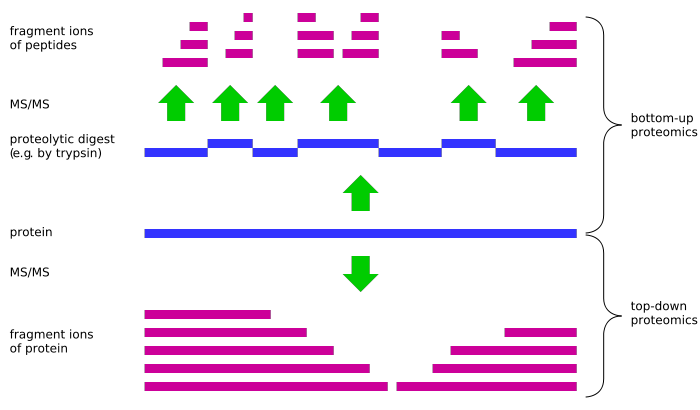 fragment ions
of peptides
MS/MS
proteolytic digest
(e.g. by trypsin)
bottom-up
proteomics
protein
MS/MS
top-down
proteomics
fragment ions
of protein